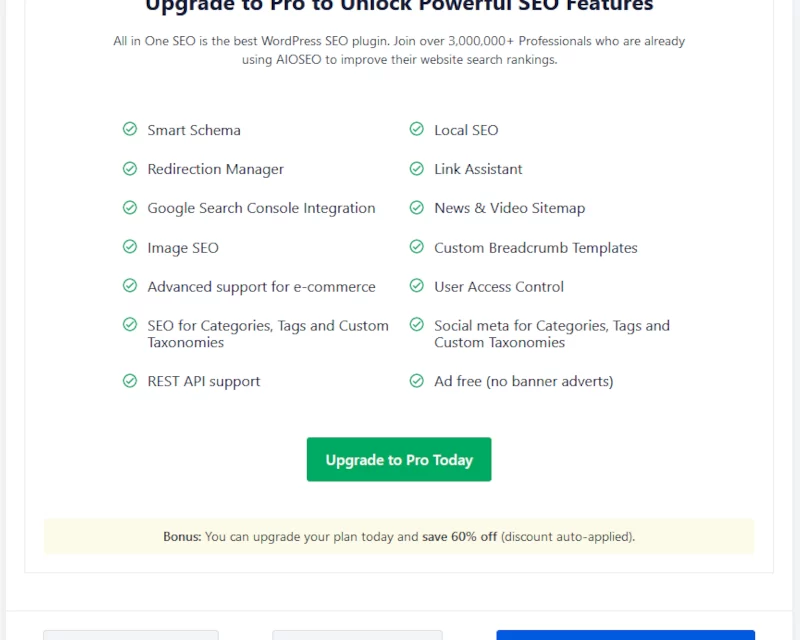 Upgrade to Pro to Unlock Powerful SEO Features
All in One SEO is the best WordPress SEO plugin. Join over 3,000,000+ Professionals who are already
using AIOSEO to improve their website search rankings.
Smart Schema
Local SEO
Redirection Manager
Link Assistant
Google Search Console Integration
News & Video Sitemap
Image SEO
Custom Breadcrumb Templates
Advanced support for e-commerce
User Access Control
SEO for Categories, Tags and Custom
Taxonomies
Social meta for Categories, Tags and
Custom Taxonomies
REST API support
Ad free (no banner adverts)
Upgrade to Pro Today
Bonus: You can upgrade your plan today and save 60% off (discount auto-applied).